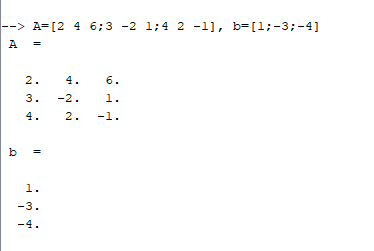 --> A=[2 4 6;3 -2 1;4 2 -1], b=[1;-3;-4]
A  =
2.   4.   6.
3.  -2.   1.
4.   2.  -1.
b  =
1.
-3.
-4.